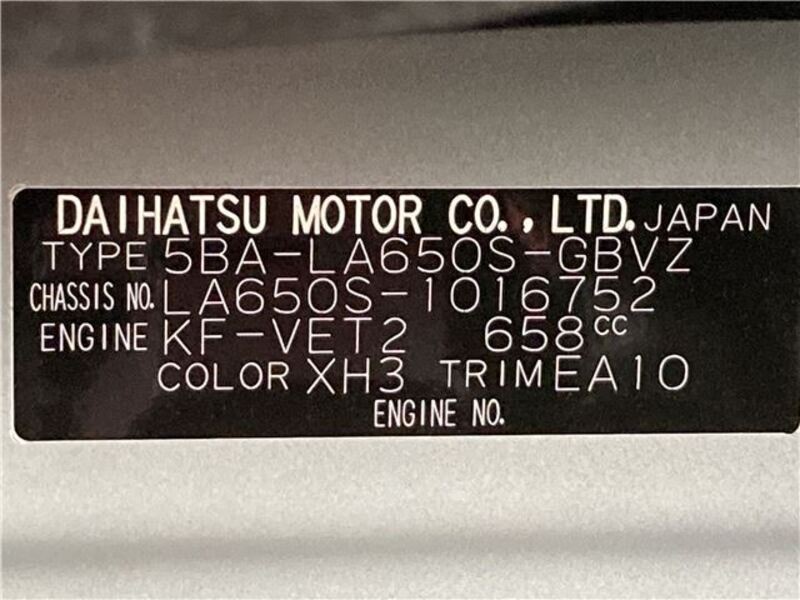 DAIHATSU MOTOR CO., LTD. JAPAN
TYPE 5BA-LA650S-GBVZ
CHASSIS NO. LA650S-1016752
ENGINE KF-VET2 658CC
COLOR XH3 TRIM EA10
ENGINE NO.